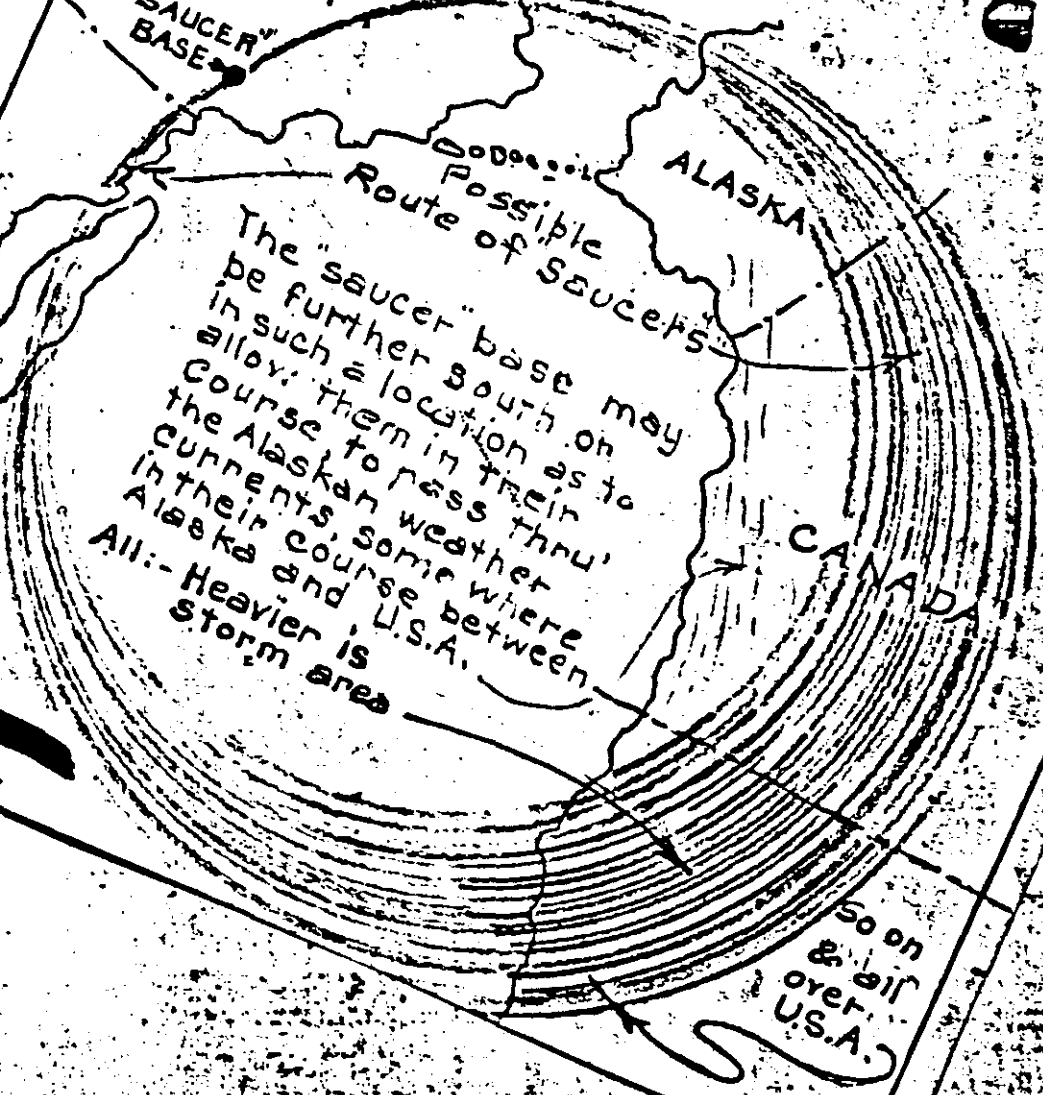 SAUCER"
BASE
ALASKA
Possible
Route of Saucers"
The "saucer" base may
be further South on
in such a location as to
allow them in their
course, to pass thru'
the Alaskan weather
currents, some where
in their course between
Alaska and U.S.A.
All:- Heavier is
storm area
CANADA
So on
& all
over
U.S.A.